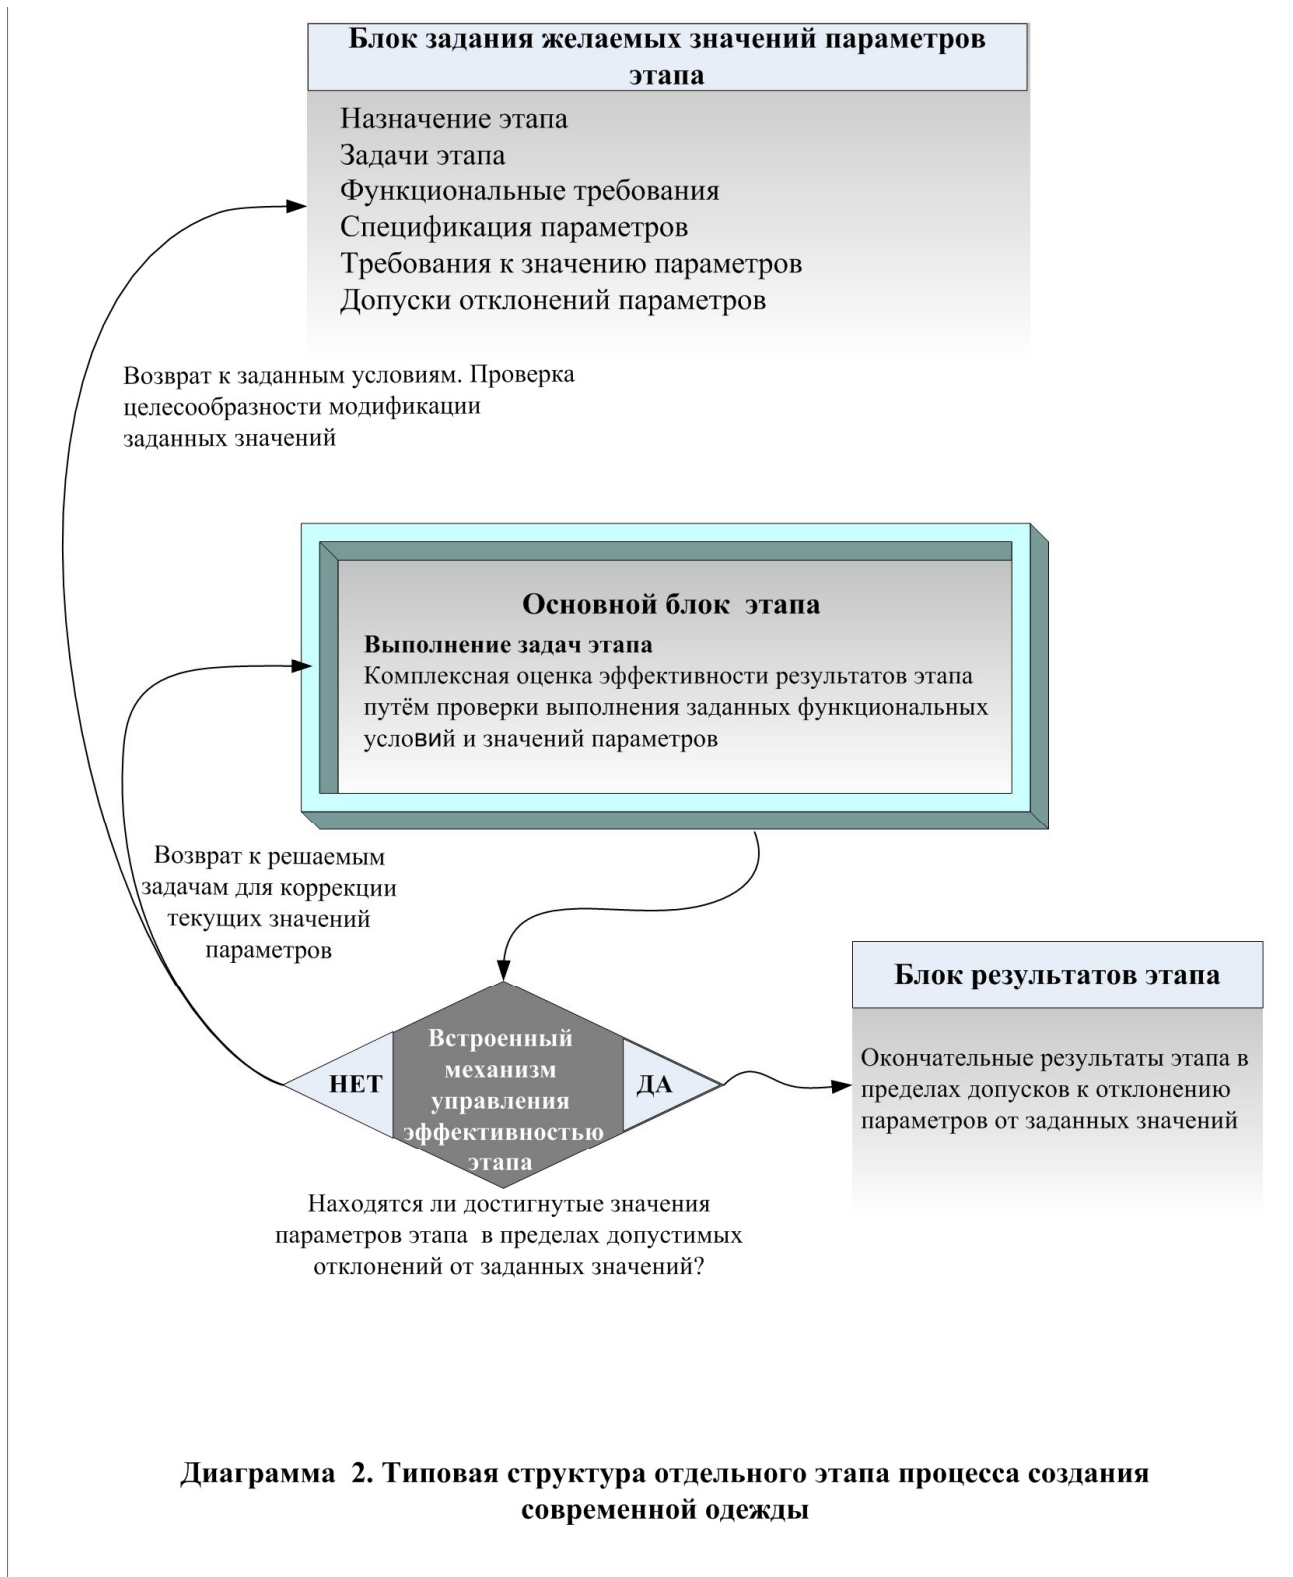 Блок задания желаемых значений параметров
этапа
Назначение этапа
Задачи этапа
Функциональные требования
Спецификация параметров
Требования к значению параметров
Допуски отклонений параметров
Возврат к заданным условиям. Проверка
целесообразности модификации
заданных значений
Основной блок этапа
Выполнение задач этапа
Комплексная оценка эффективности результатов этапа
путём проверки выполнения заданных функциональных
условий и значений параметров
Возврат к решаемым
задачам для коррекции
текущих значений
параметров
Блок результатов этапа
Окончательные результаты этапа в
пределах допусков к отклонению
параметров от заданных значений
НЕТ
Встроенный
механизм
управления
эффективностью
этапа
ДА
Находятся ли достигнутые значения
параметров этапа в пределах допустимых
отклонений от заданных значений?
Диаграмма 2. Типовая структура отдельного этапа процесса создания
современной одежды